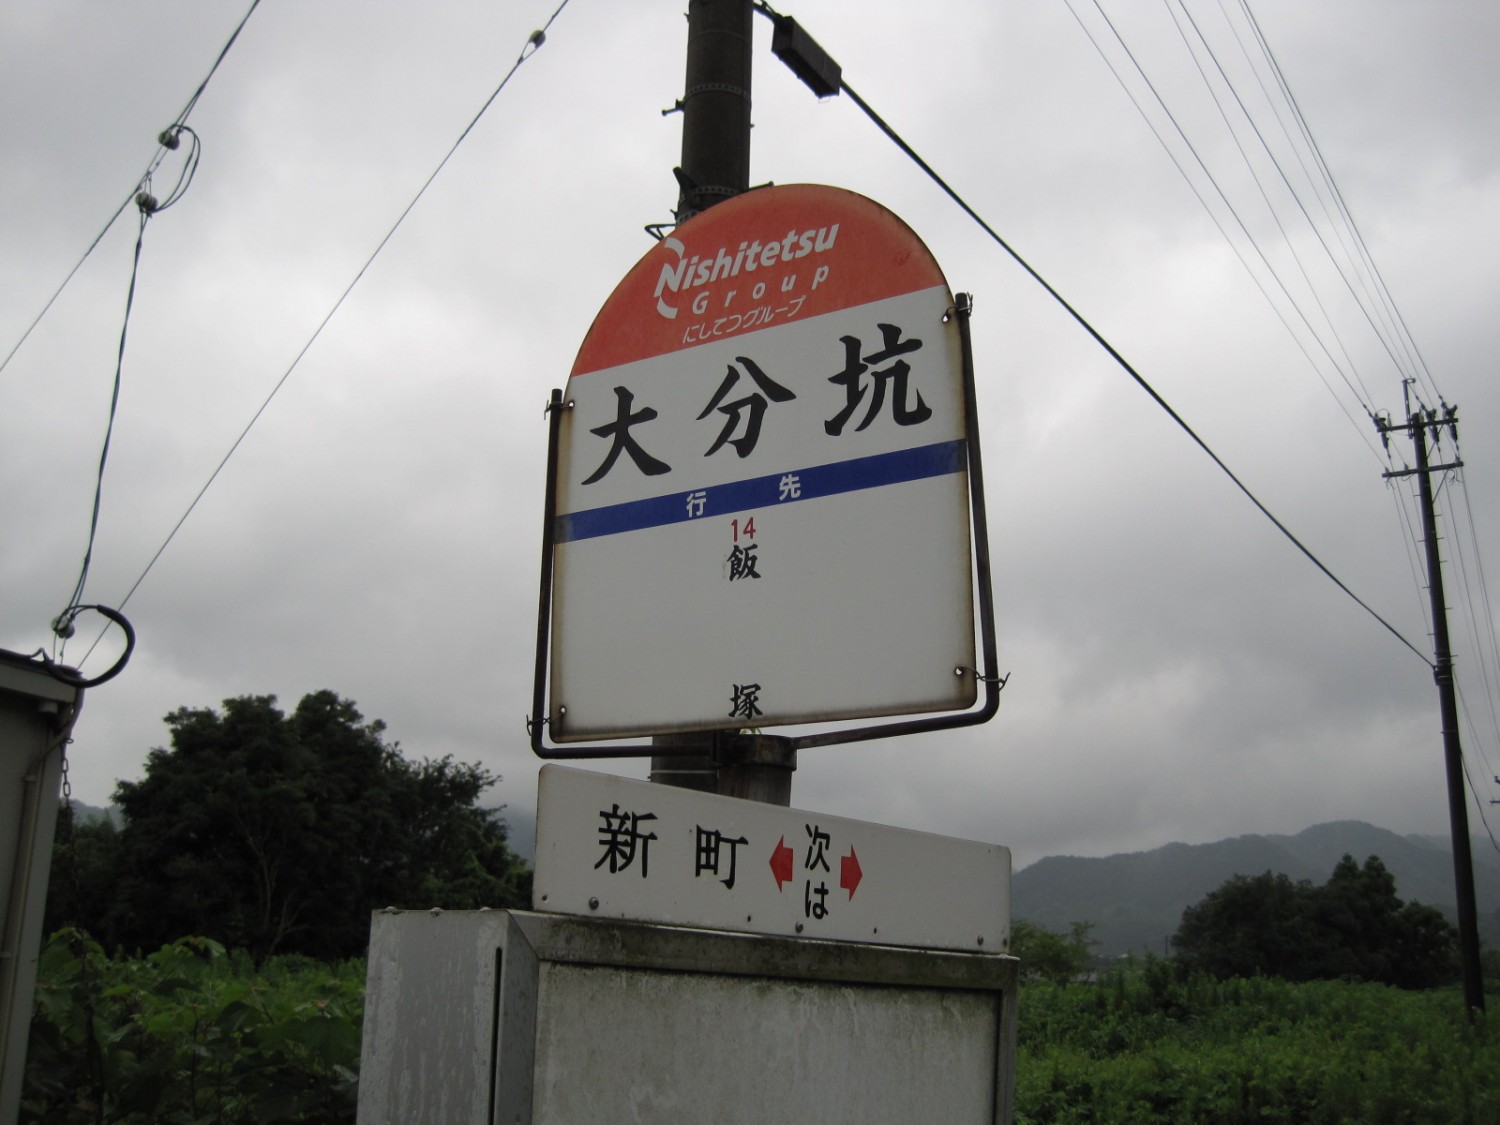 Nishitetsu
Group
にしてつグループ
大分坑
行先
14
飯塚
新町 次は